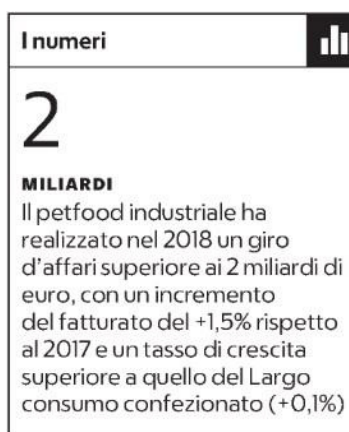 I numeri
2
MILIARDI
Il petfood industriale ha
realizzato nel 2018 un giro
d'affari superiore ai 2 miliardi di
euro, con un incremento
del fatturato del +1,5% rispetto
al 2017 e un tasso di crescita
superiore a quello del Largo
consumo confezionato (+0,1%)